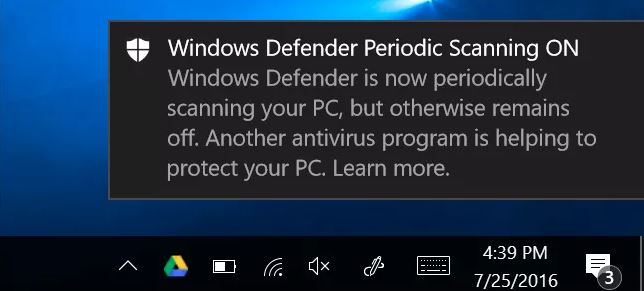 Windows Defender Periodic Scanning ON
Windows Defender is now periodically
scanning your PC, but otherwise remains
off. Another antivirus program is helping to
protect your PC. Learn more.
4:39 PM
7/25/2016
3